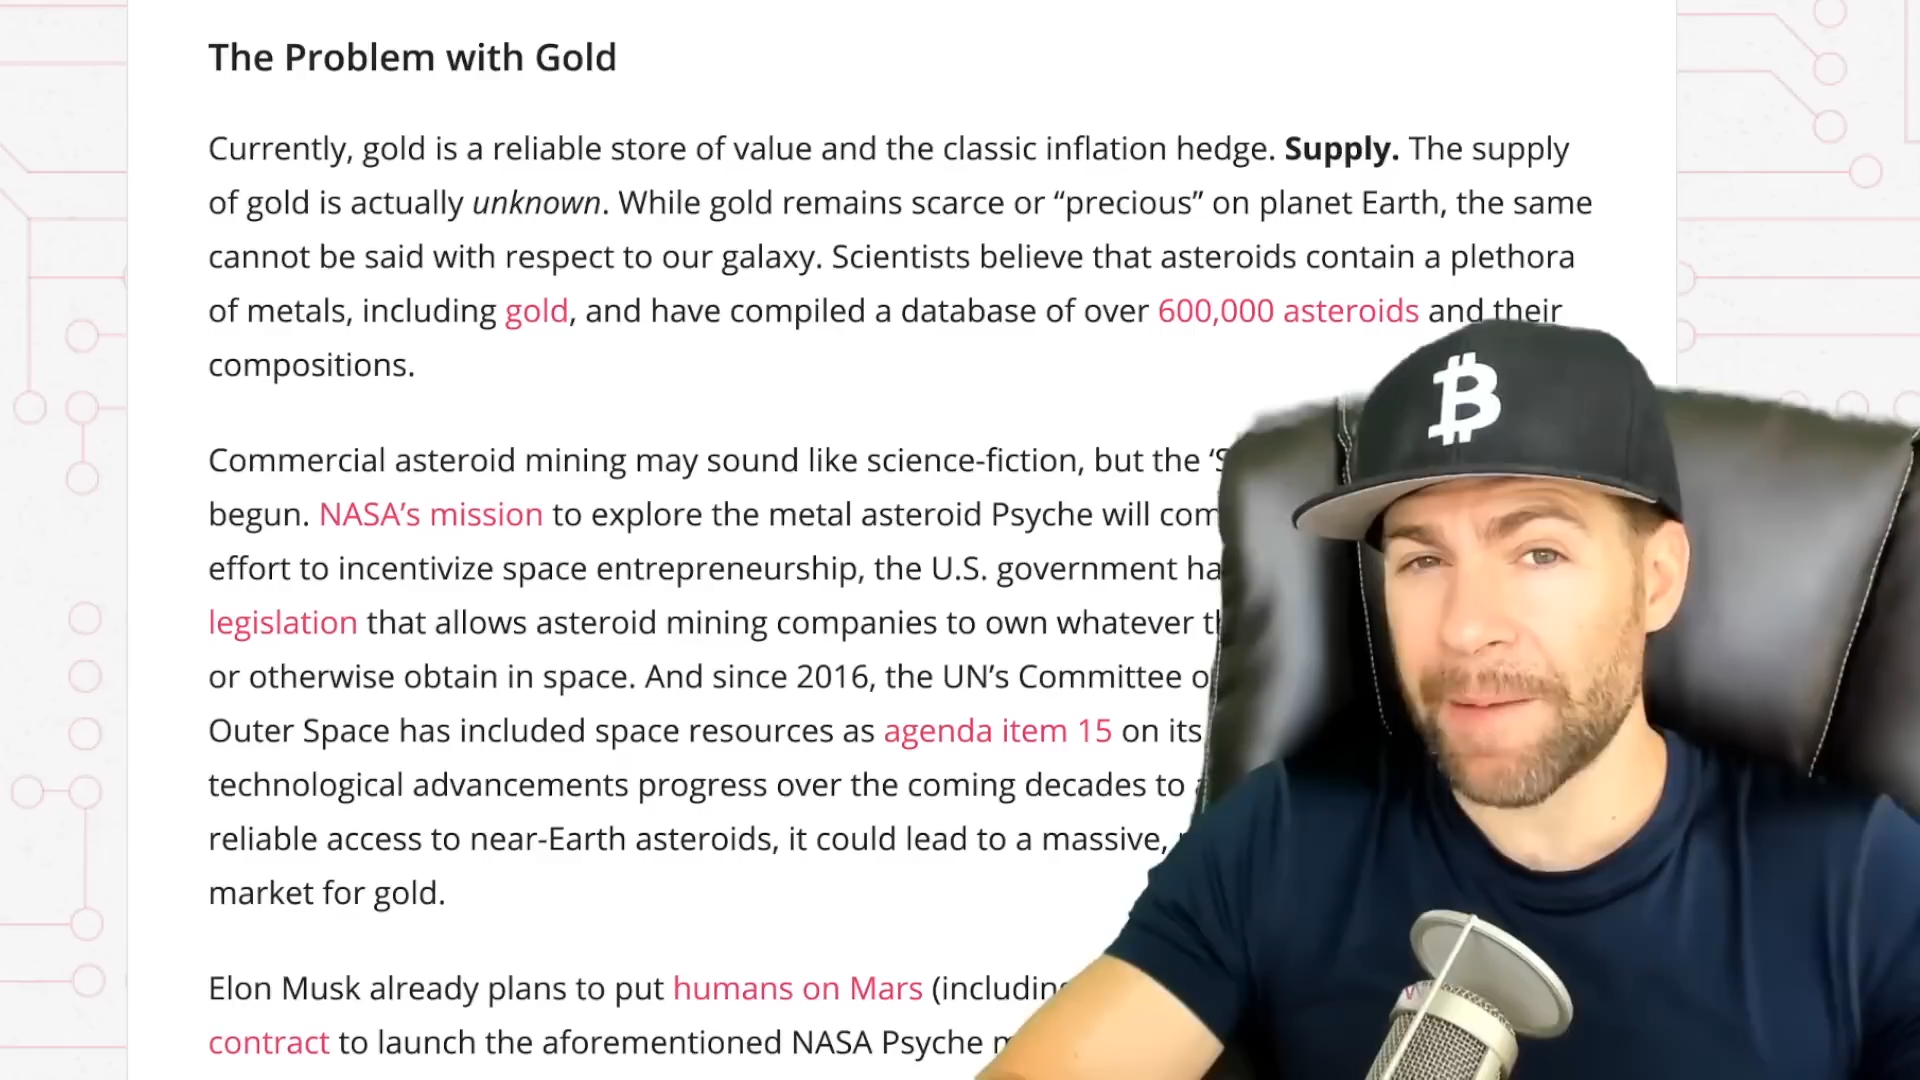 The Problem with Gold
Currently, gold is a reliable store of value and the classic inflation hedge. Supply. The supply
of gold is actually unknown. While gold remains scarce or “precious” on planet Earth, the same
cannot be said with respect to our galaxy. Scientists believe that asteroids contain a plethora
of metals, including gold, and have compiled a database of over 600,000 asteroids and their
compositions.
Commercial asteroid mining may sound like science-fiction, but the
begun. NASA’s mission to explore the metal asteroid Psyche will
effort to incentivize space entrepreneurship, the U.S. government
legislation that allows asteroid mining companies to own whatever
or otherwise obtain in space. And since 2016, the UN’s Committee
Outer Space has included space resources as agenda item 15 on its
technological advancements progress over the coming decades to
reliable access to near-Earth asteroids, it could lead to a massive,
market for gold.
Elon Musk already plans to put humans on Mars
contract to launch the aforementioned NASA Psyche
₿